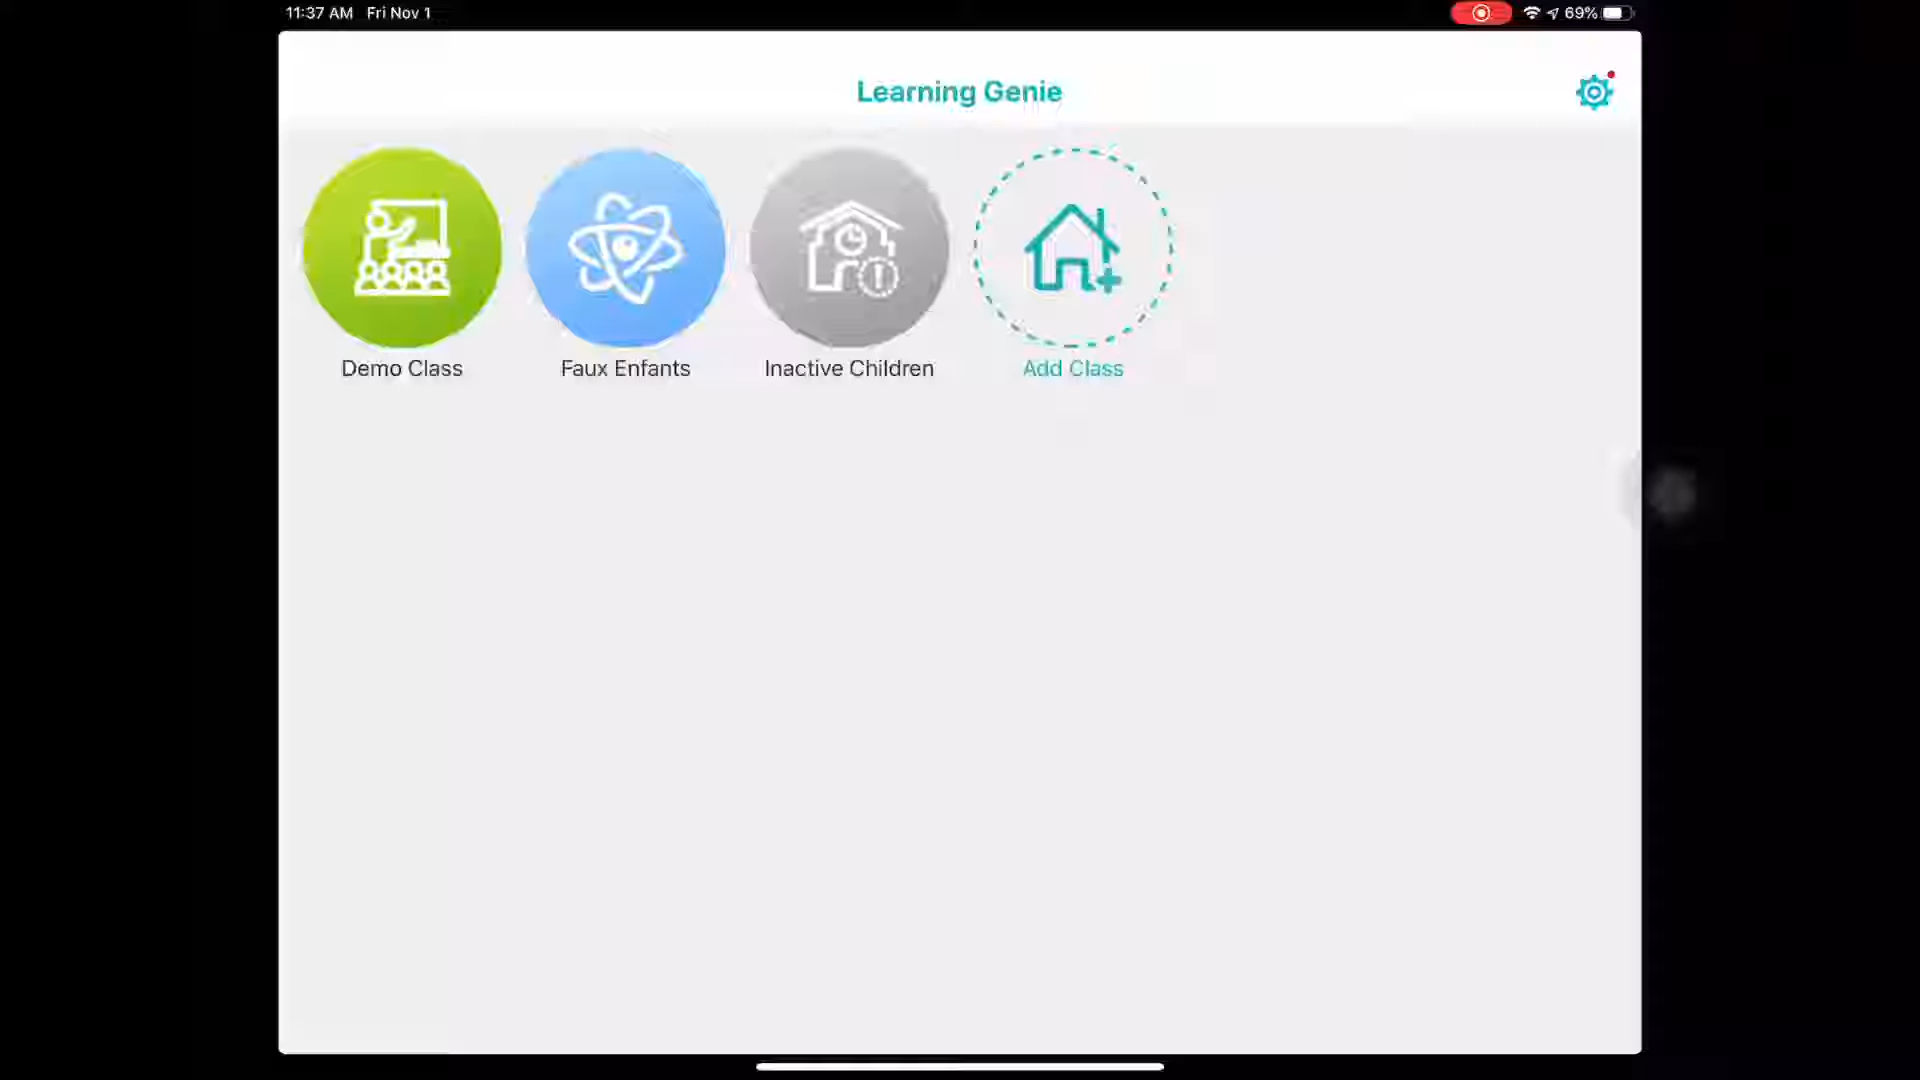 11:37 AM Fri Nov 1
69%
Learning Genie
Demo Class
Faux Enfants
Inactive Children
Add Class